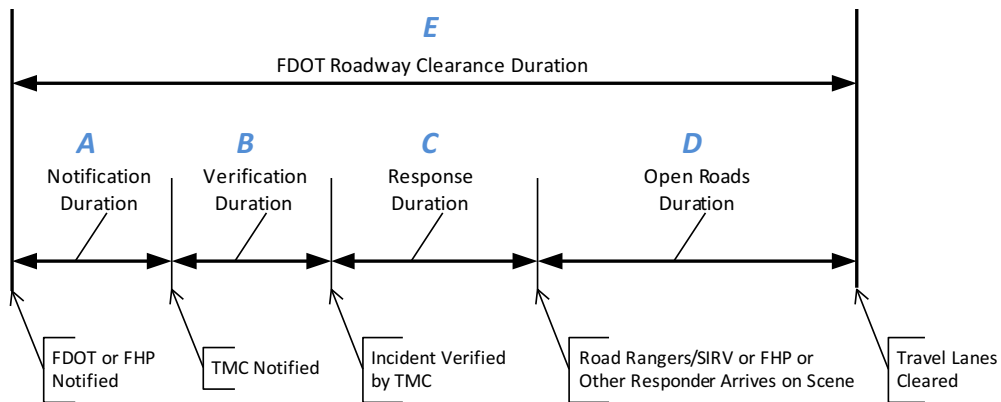 E
FDOT Roadway Clearance Duration
A
B
C
D
Notification
Duration
Verification
Duration
Response
Duration
Open Roads
Duration
FDOT or FHP
Notified
TMC Notified
Incident Verified
by TMC
Road Rangers/SIRV or FHP or
Other Responder Arrives on Scene
Travel Lanes
Cleared